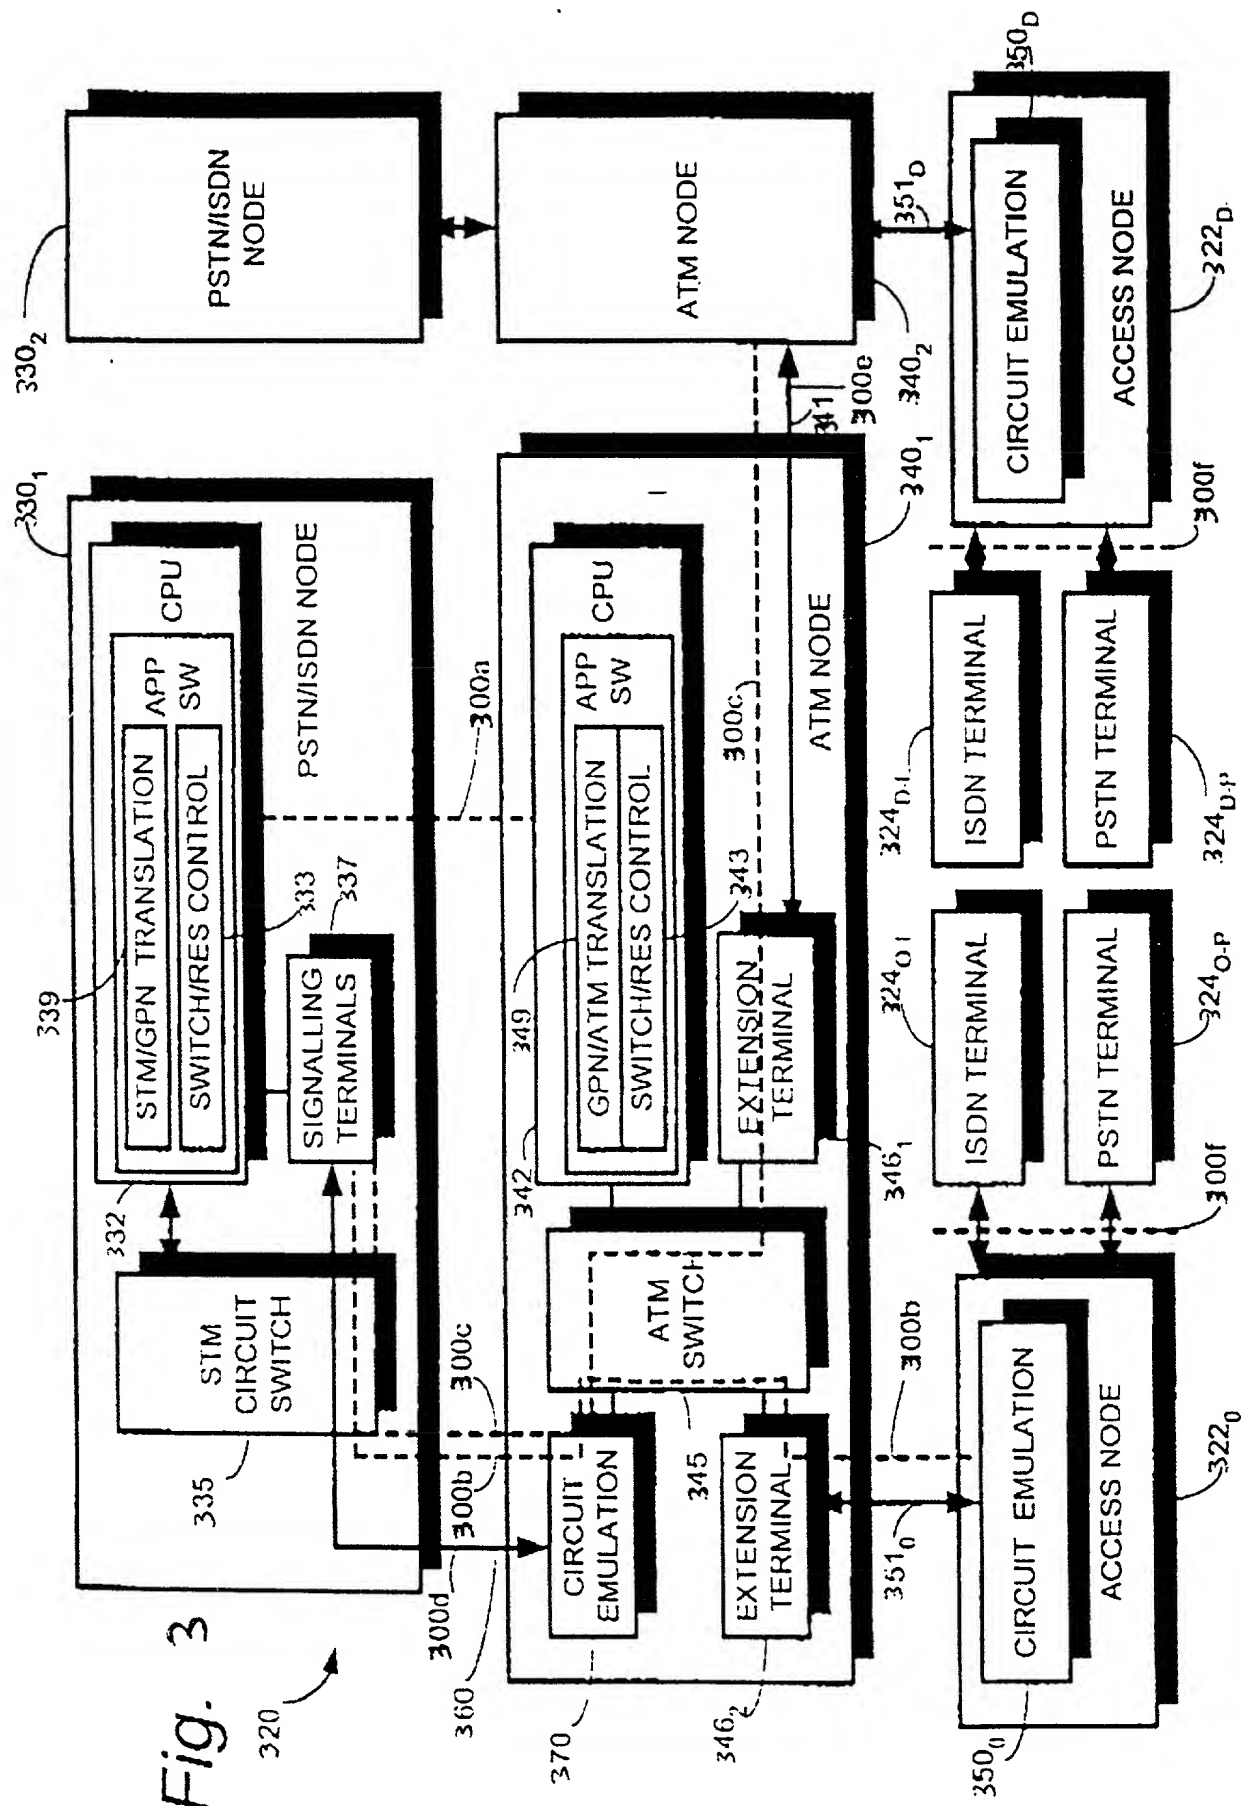 Fig. 3
320
330₁
330₂
339
STM/GPN TRANSLATION
SWITCH/RES CONTROL
APP
SW
CPU
332
333
337
SIGNALLING
TERMINALS
PSTN/ISDN NODE
STM
CIRCUIT
SWITCH
335
PSTN/ISDN
NODE
300a
300c
300b
300d
360
342
349
GPN/ATM TRANSLATION
SWITCH/RES CONTROL
343
APP
SW
CPU
300c
341
300e
340₂
340₁
ATM NODE
ATM NODE
CIRCUIT
EMULATION
370
ATM
SWITCH
345
EXTENSION
TERMINAL
346₁
EXTENSION
TERMINAL
346₂
351₀
300b
351D
350D
CIRCUIT EMULATION
ACCESS NODE
322₀
350₀
300f
ISDN TERMINAL
324O-I
PSTN TERMINAL
324O-P
ISDN TERMINAL
324D-I
PSTN TERMINAL
324D-P
300f
CIRCUIT EMULATION
ACCESS NODE
322D